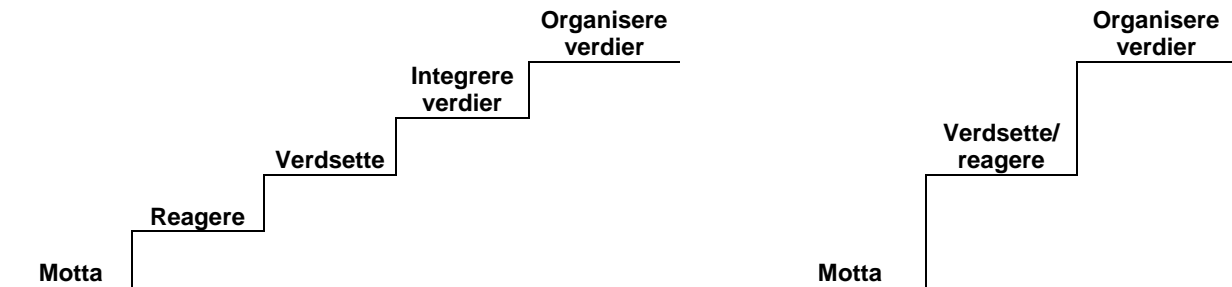 Organisere
verdier
Integrere
verdier
Verdsette
Reagere
Motta
Organisere
verdier
Verdsette/
reagere
Motta